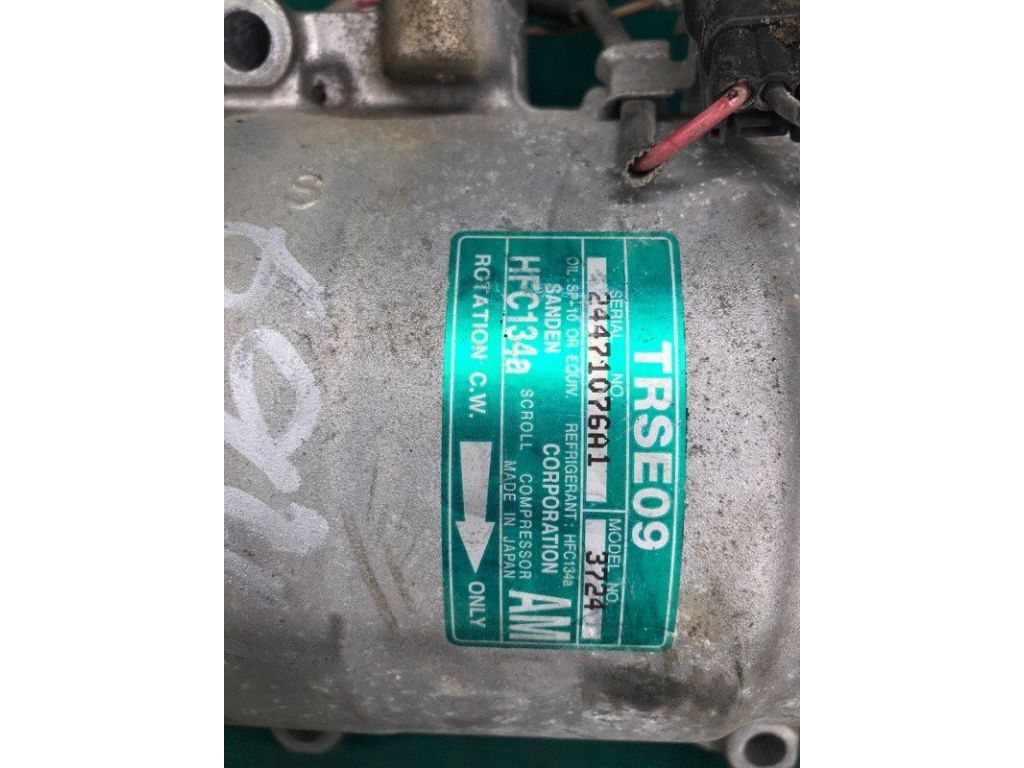 TRSE09
SERIAL NO. MODEL NO.
24471076A1 3724
OIL : SP-10 OR EQUIV. REFRIGERANT : HFC134a
SANDEN CORPORATION
HFC134a SCROLL COMPRESSOR
MADE IN JAPAN
AM
ROTATION C.W. ONLY
S